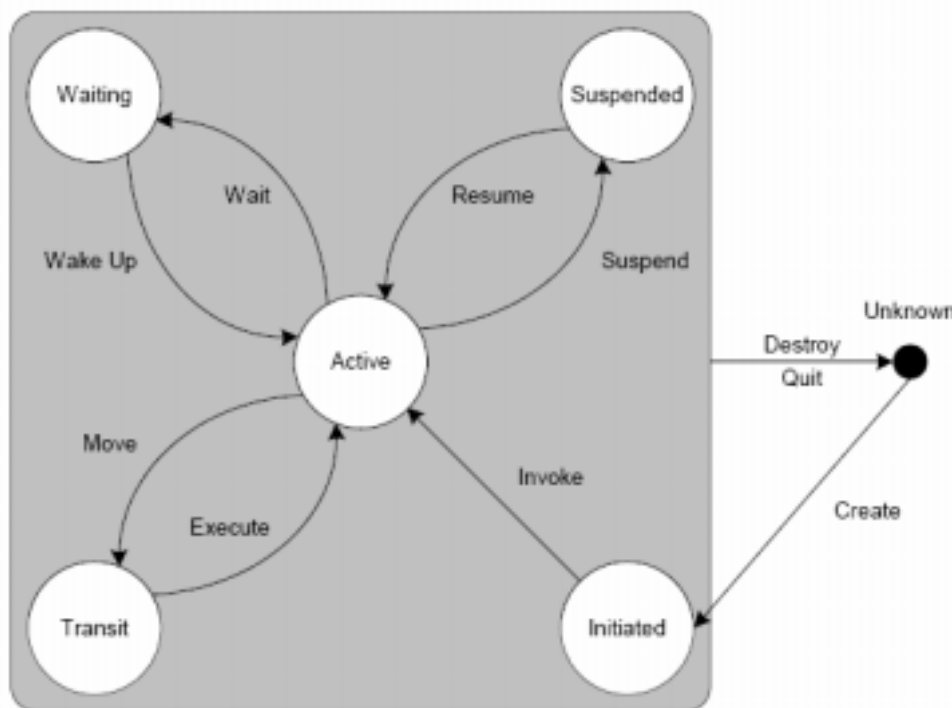 Waiting
Suspended
Wait
Resume
Wake Up
Suspend
Unknown
Destroy
Active
Quit
Move
Invoke
Create
Execute
Transit
Initiated